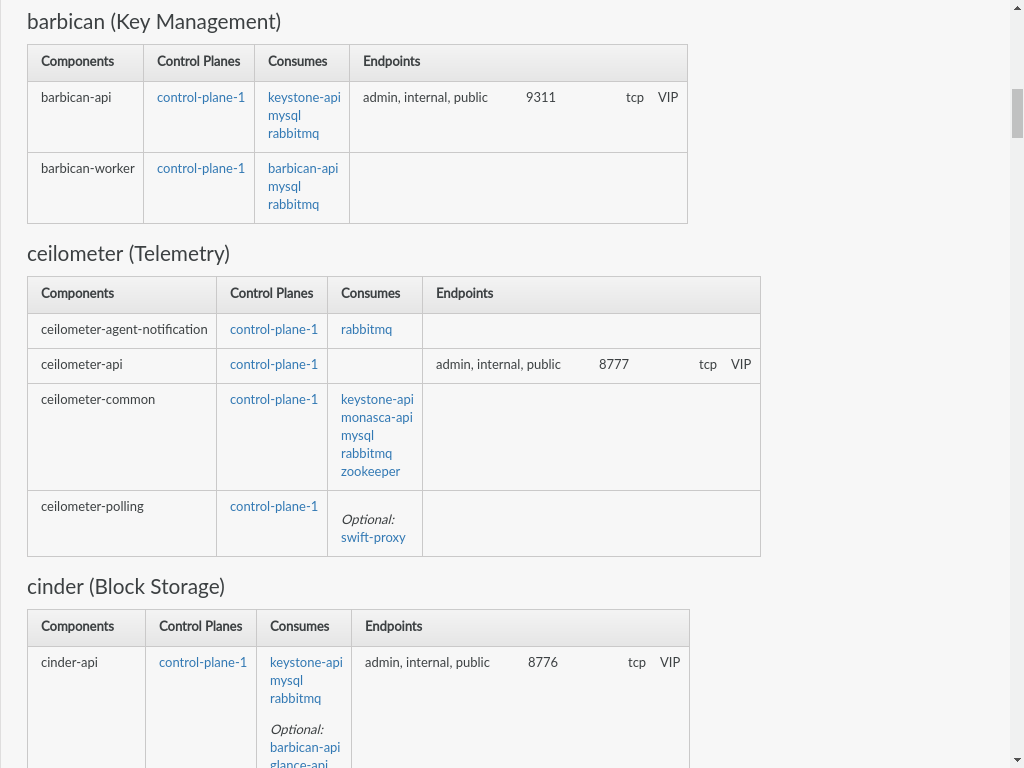 barbican (Key Management)
Components Control Planes Consumes Endpoints
barbican-api control-plane-1 keystone-api admin, internal, public 9311 tcp VIP
mysql
rabbitmq
barbican-worker control-plane-1 barbican-api
mysql
rabbitmq
ceilometer (Telemetry)
Components Control Planes Consumes Endpoints
ceilometer-agent-notification control-plane-1 rabbitmq
ceilometer-api control-plane-1 admin, internal, public 8777 tcp VIP
ceilometer-common control-plane-1 keystone-api
monasca-api
mysql
rabbitmq
zookeeper
ceilometer-polling control-plane-1
Optional:
swift-proxy
cinder (Block Storage)
Components Control Planes Consumes Endpoints
cinder-api control-plane-1 keystone-api admin, internal, public 8776 tcp VIP
mysql
rabbitmq
Optional:
barbican-api
glance-api